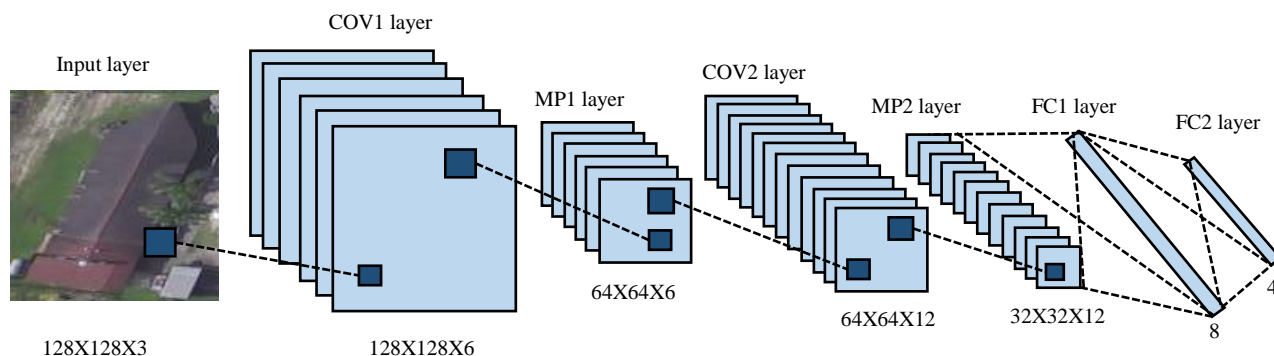 COV1 layer
Input layer
COV2 layer
MP1 layer
MP2 layer
FC1 layer
FC2 layer
64X64X6
4
64X64X12
32X32X12
8
128X128X3
128X128X6